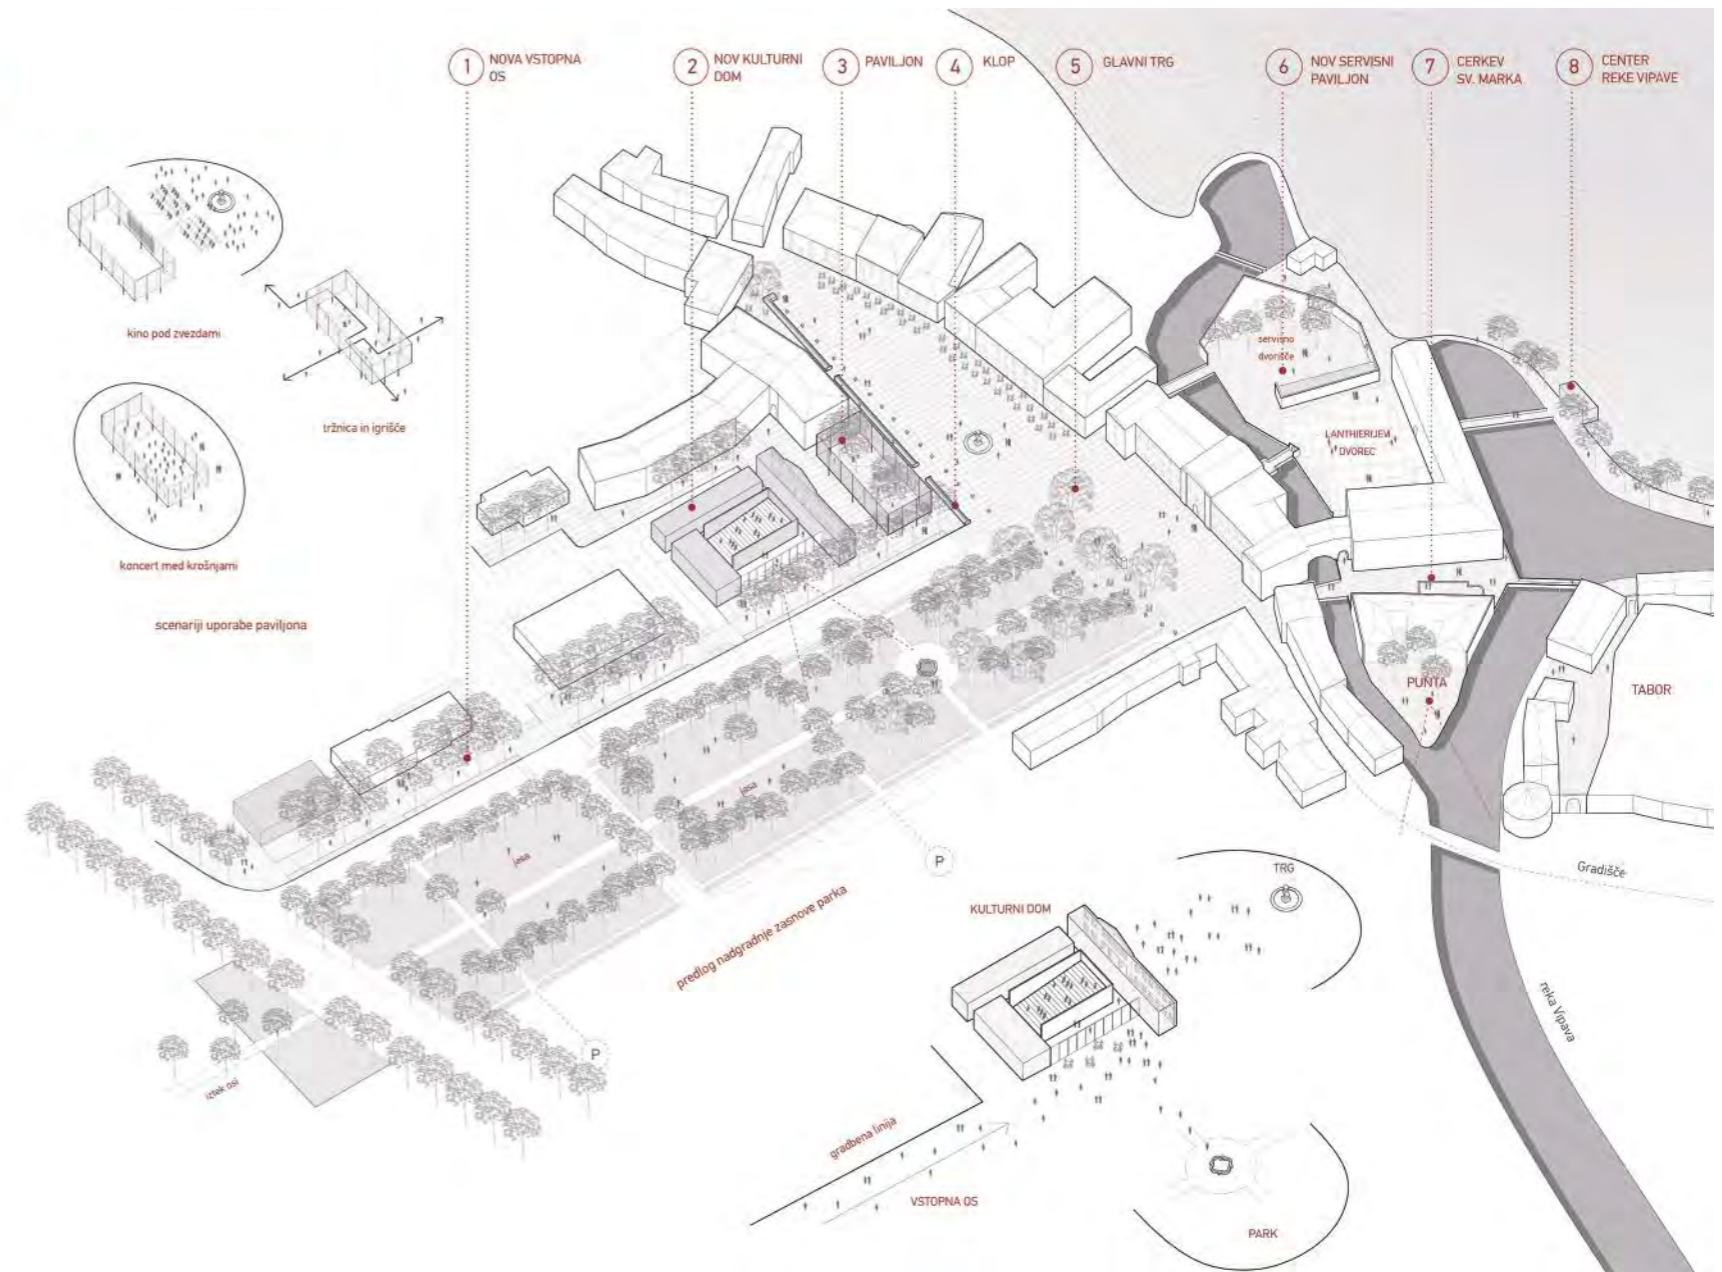 1 NOVA VSTOPNA
OS
2 NOV KULTURNI
DOM
3 PAVILJON
4 KLOP
5 GLAVNI TRG
6 NOV SERVISNI
PAVILJON
7 CERKEV
SV. MARKA
8 CENTER
REKE VIPAVE
kino pod zvezdami
tržnica in igrišče
koncert med krošnjami
scenariji uporabe paviljona
servisno
dvorišče
LANTHIERIJEV
DVOREC
PUNTA
TABOR
jasa
jasa
P
P
predlog nadgradnje zasnove parka
iztek osi
Gradišče
reka Vipava
TRG
KULTURNI DOM
gradbena linija
VSTOPNA OS
PARK